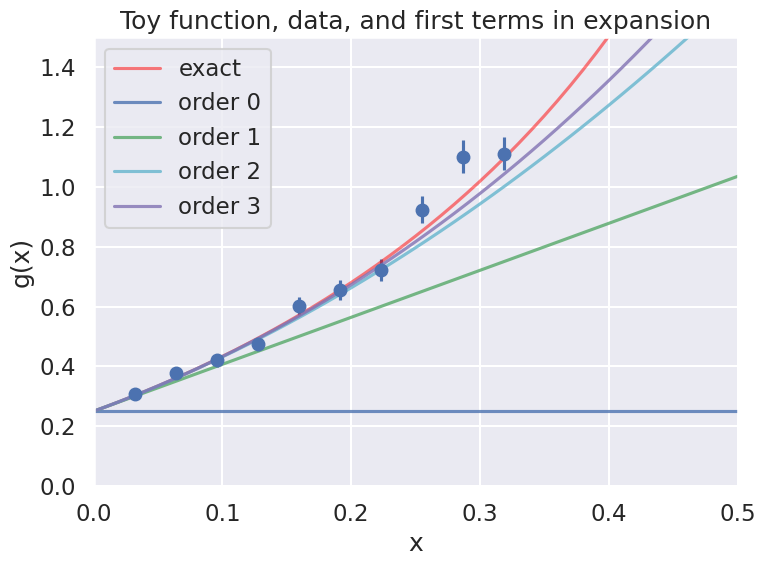 Toy function, data, and first terms in expansion
exact
order 0
order 1
order 2
order 3
g(x)
1.4
1.2
1.0
0.8
0.6
0.4
0.2
0.0
0.0 0.1 0.2 0.3 0.4 0.5
x